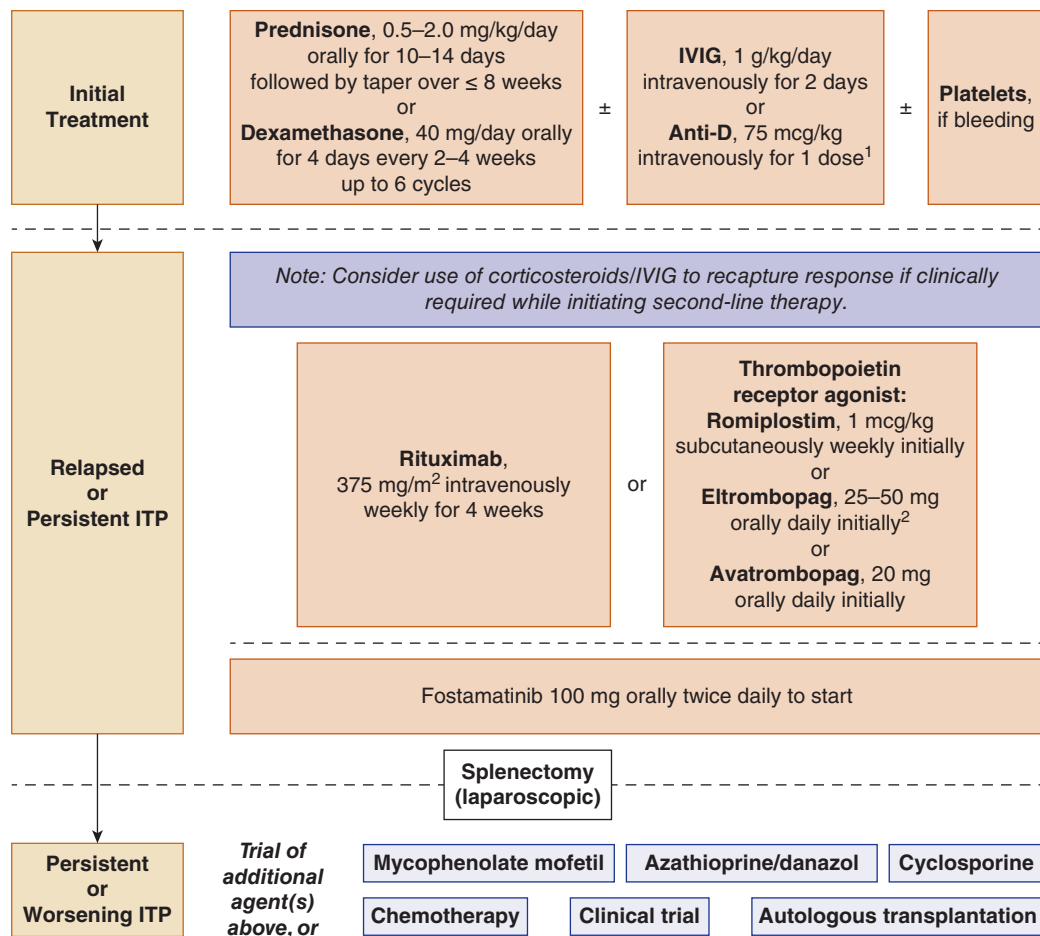 Initial
Treatment
Prednisone, 0.5–2.0 mg/kg/day
orally for 10–14 days
followed by taper over ≤ 8 weeks
or
Dexamethasone, 40 mg/day orally
for 4 days every 2–4 weeks
up to 6 cycles
±
IVIG, 1 g/kg/day
intravenously for 2 days
or
Anti-D, 75 mcg/kg
intravenously for 1 dose¹
±
Platelets,
if bleeding
Relapsed
or
Persistent ITP
Note: Consider use of corticosteroids/IVIG to recapture response if clinically
required while initiating second-line therapy.
Rituximab,
375 mg/m² intravenously
weekly for 4 weeks
or
Thrombopoietin
receptor agonist:
Romiplostim, 1 mcg/kg
subcutaneously weekly initially
or
Eltrombopag, 25–50 mg
orally daily initially²
or
Avatrombopag, 20 mg
orally daily initially
Fostamatinib 100 mg orally twice daily to start
Splenectomy
(laparoscopic)
Persistent
or
Worsening ITP
Trial of
additional
agent(s)
above, or
Mycophenolate mofetil
Azathioprine/danazol
Cyclosporine
Chemotherapy
Clinical trial
Autologous transplantation